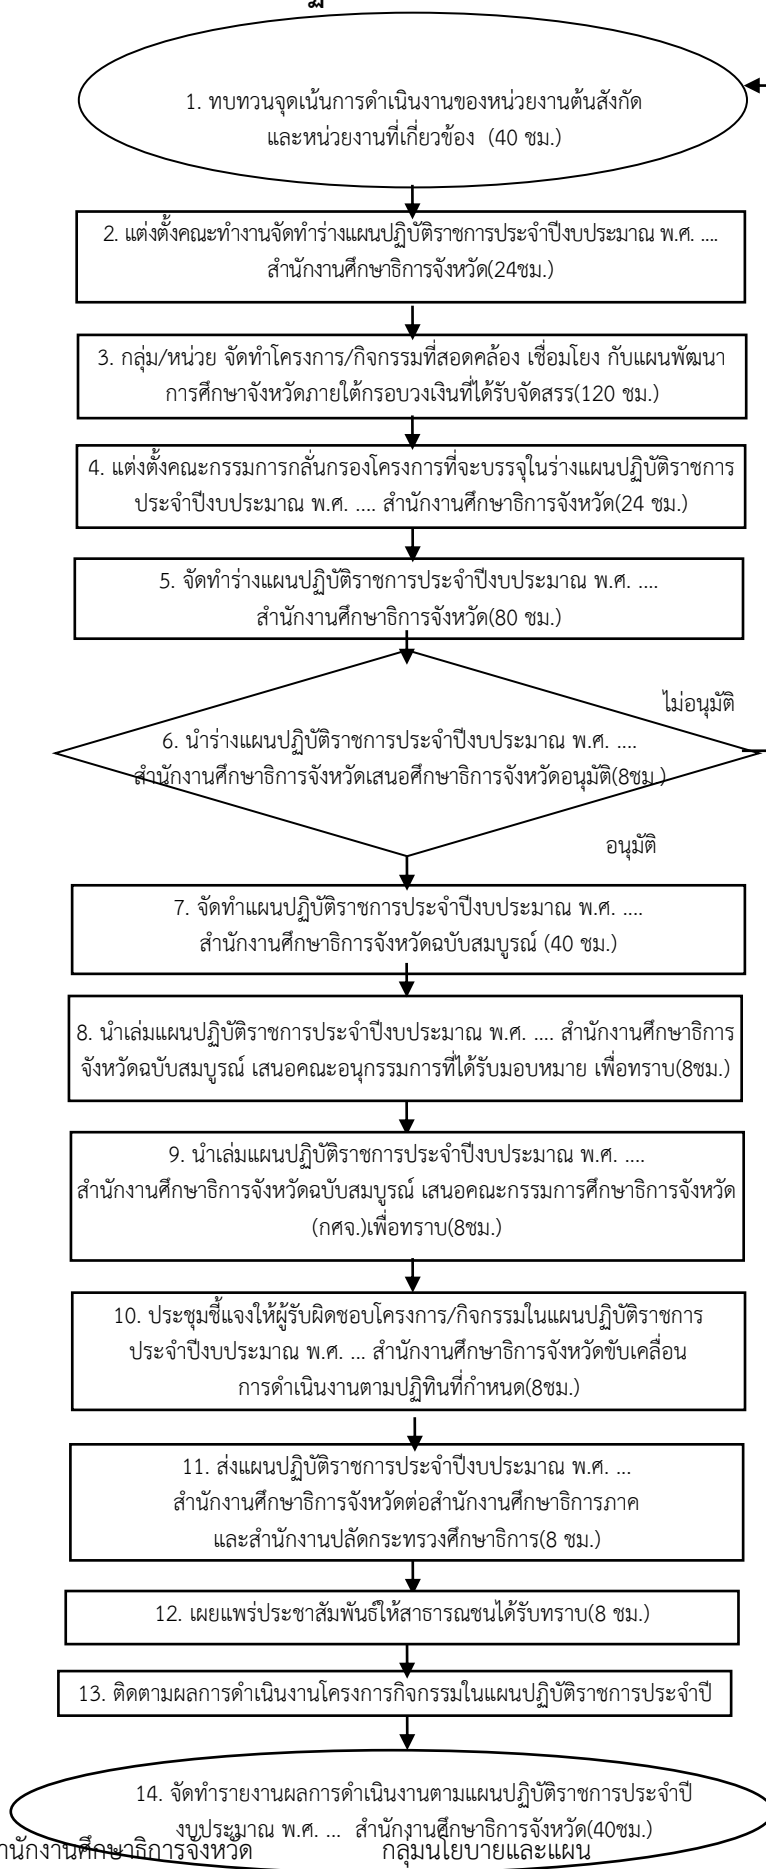 1. ทบทวนจุดเน้นการดำเนินงานของหน่วยงานต้นสังกัด
และหน่วยงานที่เกี่ยวข้อง (40 ชม.)
2. แต่งตั้งคณะทำงานจัดทำร่างแผนปฏิบัติราชการประจำปีงบประมาณ พ.ศ. ....
สำนักงานศึกษาธิการจังหวัด(24ชม.)
3. กลุ่ม/หน่วย จัดทำโครงการ/กิจกรรมที่สอดคล้อง เชื่อมโยง กับแผนพัฒนา
การศึกษาจังหวัดภายใต้กรอบวงเงินที่ได้รับจัดสรร(120 ชม.)
4. แต่งตั้งคณะกรรมการกลั่นกรองโครงการที่จะบรรจุในร่างแผนปฏิบัติราชการ
ประจำปีงบประมาณ พ.ศ. .... สำนักงานศึกษาธิการจังหวัด(24 ชม.)
5. จัดทำร่างแผนปฏิบัติราชการประจำปีงบประมาณ พ.ศ. ....
สำนักงานศึกษาธิการจังหวัด(80 ชม.)
ไม่อนุมัติ
6. นำร่างแผนปฏิบัติราชการประจำปีงบประมาณ พ.ศ. ....
สำนักงานศึกษาธิการจังหวัดเสนอศึกษาธิการจังหวัดอนุมัติ(8ชม.)
อนุมัติ
7. จัดทำแผนปฏิบัติราชการประจำปีงบประมาณ พ.ศ. ....
สำนักงานศึกษาธิการจังหวัดฉบับสมบูรณ์ (40 ชม.)
8. นำเล่มแผนปฏิบัติราชการประจำปีงบประมาณ พ.ศ. .... สำนักงานศึกษาธิการ
จังหวัดฉบับสมบูรณ์ เสนอคณะอนุกรรมการที่ได้รับมอบหมาย เพื่อทราบ(8ชม.)
9. นำเล่มแผนปฏิบัติราชการประจำปีงบประมาณ พ.ศ. ....
สำนักงานศึกษาธิการจังหวัดฉบับสมบูรณ์ เสนอคณะกรรมการศึกษาธิการจังหวัด
(กศจ.)เพื่อทราบ(8ชม.)
10. ประชุมชี้แจงให้ผู้รับผิดชอบโครงการ/กิจกรรมในแผนปฏิบัติราชการ
ประจำปีงบประมาณ พ.ศ. ... สำนักงานศึกษาธิการจังหวัดขับเคลื่อน
การดำเนินงานตามปฏิทินที่กำหนด(8ชม.)
11. ส่งแผนปฏิบัติราชการประจำปีงบประมาณ พ.ศ. ...
สำนักงานศึกษาธิการจังหวัดต่อสำนักงานศึกษาธิการภาค
และสำนักงานปลัดกระทรวงศึกษาธิการ(8 ชม.)
12. เผยแพร่ประชาสัมพันธ์ให้สาธารณชนได้รับทราบ(8 ชม.)
13. ติดตามผลการดำเนินงานโครงการกิจกรรมในแผนปฏิบัติราชการประจำปี
14. จัดทำรายงานผลการดำเนินงานตามแผนปฏิบัติราชการประจำปี
งบประมาณ พ.ศ. ... สำนักงานศึกษาธิการจังหวัด(40ชม.)
านักงานศึกษาธิการจังหวัด กลุ่มนโยบายและแผน